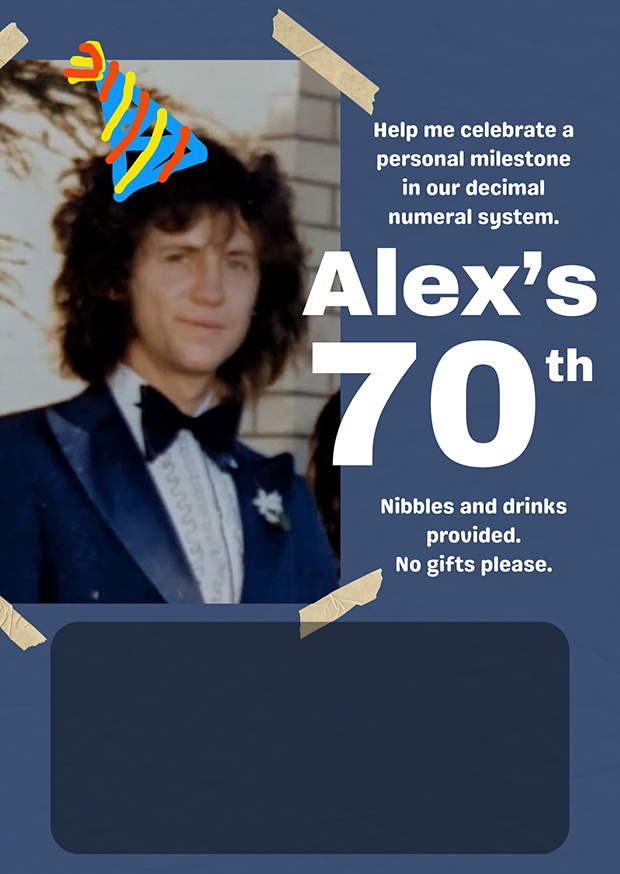 Help me celebrate a
personal milestone
in our decimal
numeral system.
Alex’s
70th
Nibbles and drinks
provided.
No gifts please.